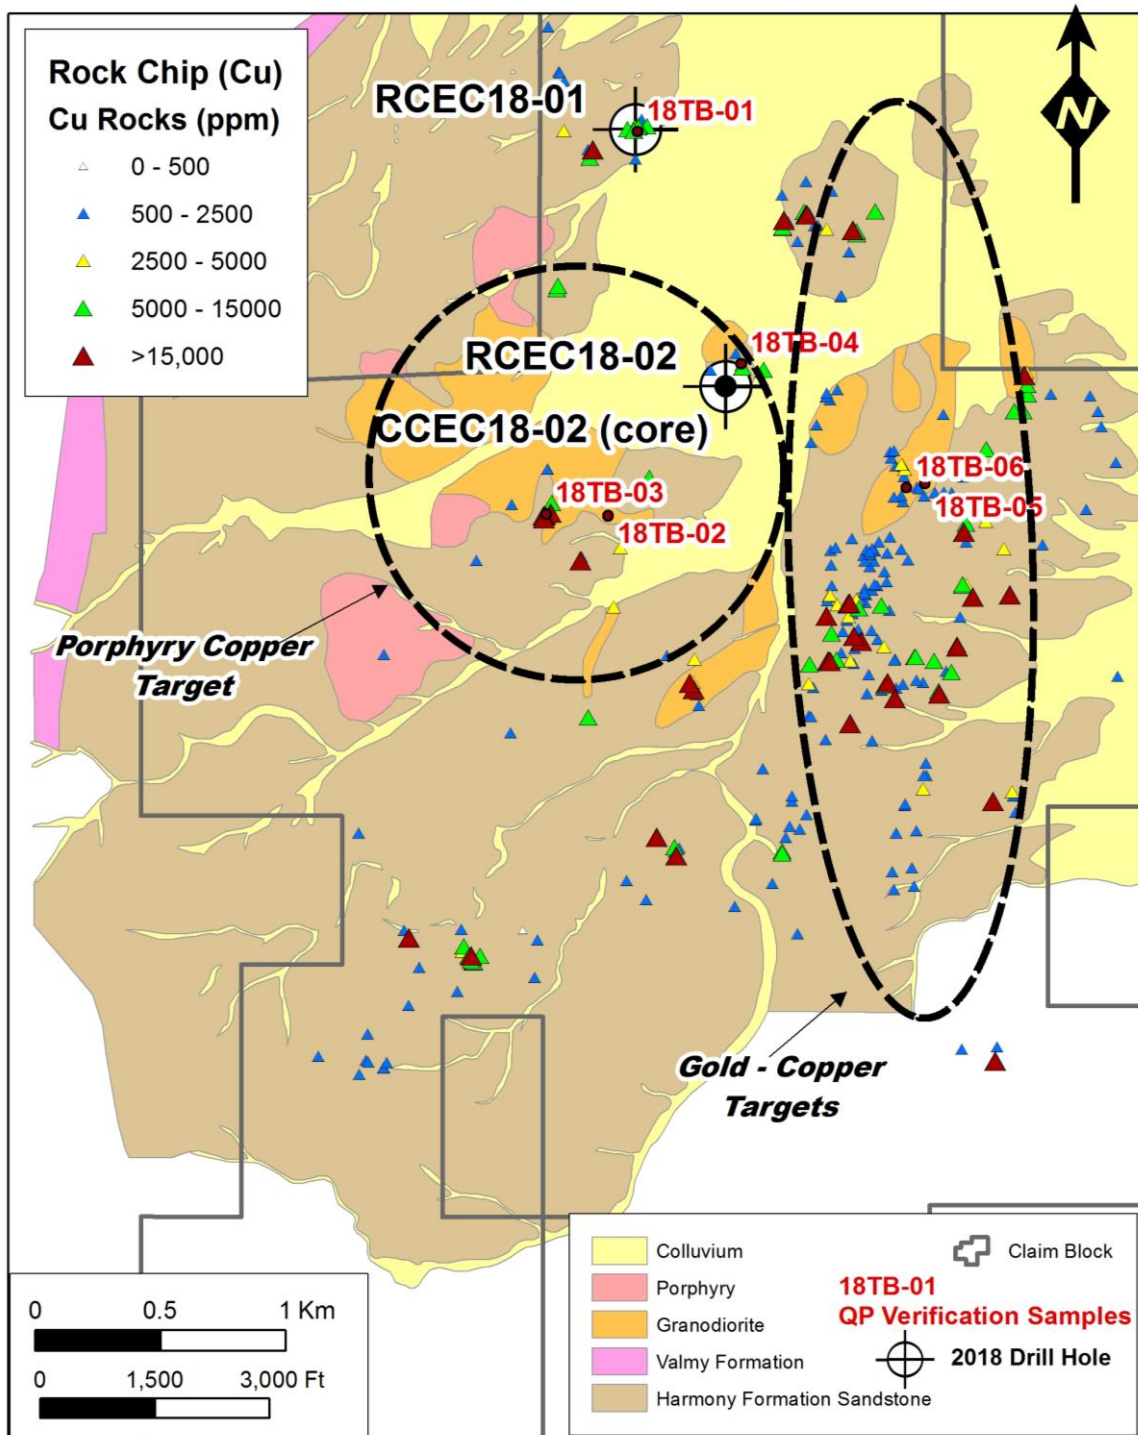 Rock Chip (Cu)
Cu Rocks (ppm)
0 - 500
500 - 2500
2500 - 5000
5000 - 15000
>15,000
RCEC18-01
18TB-01
N
RCEC18-02
18TB-04
CCEC18-02 (core)
18TB-03
18TB-02
18TB-06
18TB-05
Porphyry Copper
Target
Gold - Copper
Targets
0 0.5 1 Km
0 1,500 3,000 Ft
Colluvium
Porphyry
Granodiorite
Valmy Formation
Harmony Formation Sandstone
Claim Block
18TB-01
QP Verification Samples
2018 Drill Hole